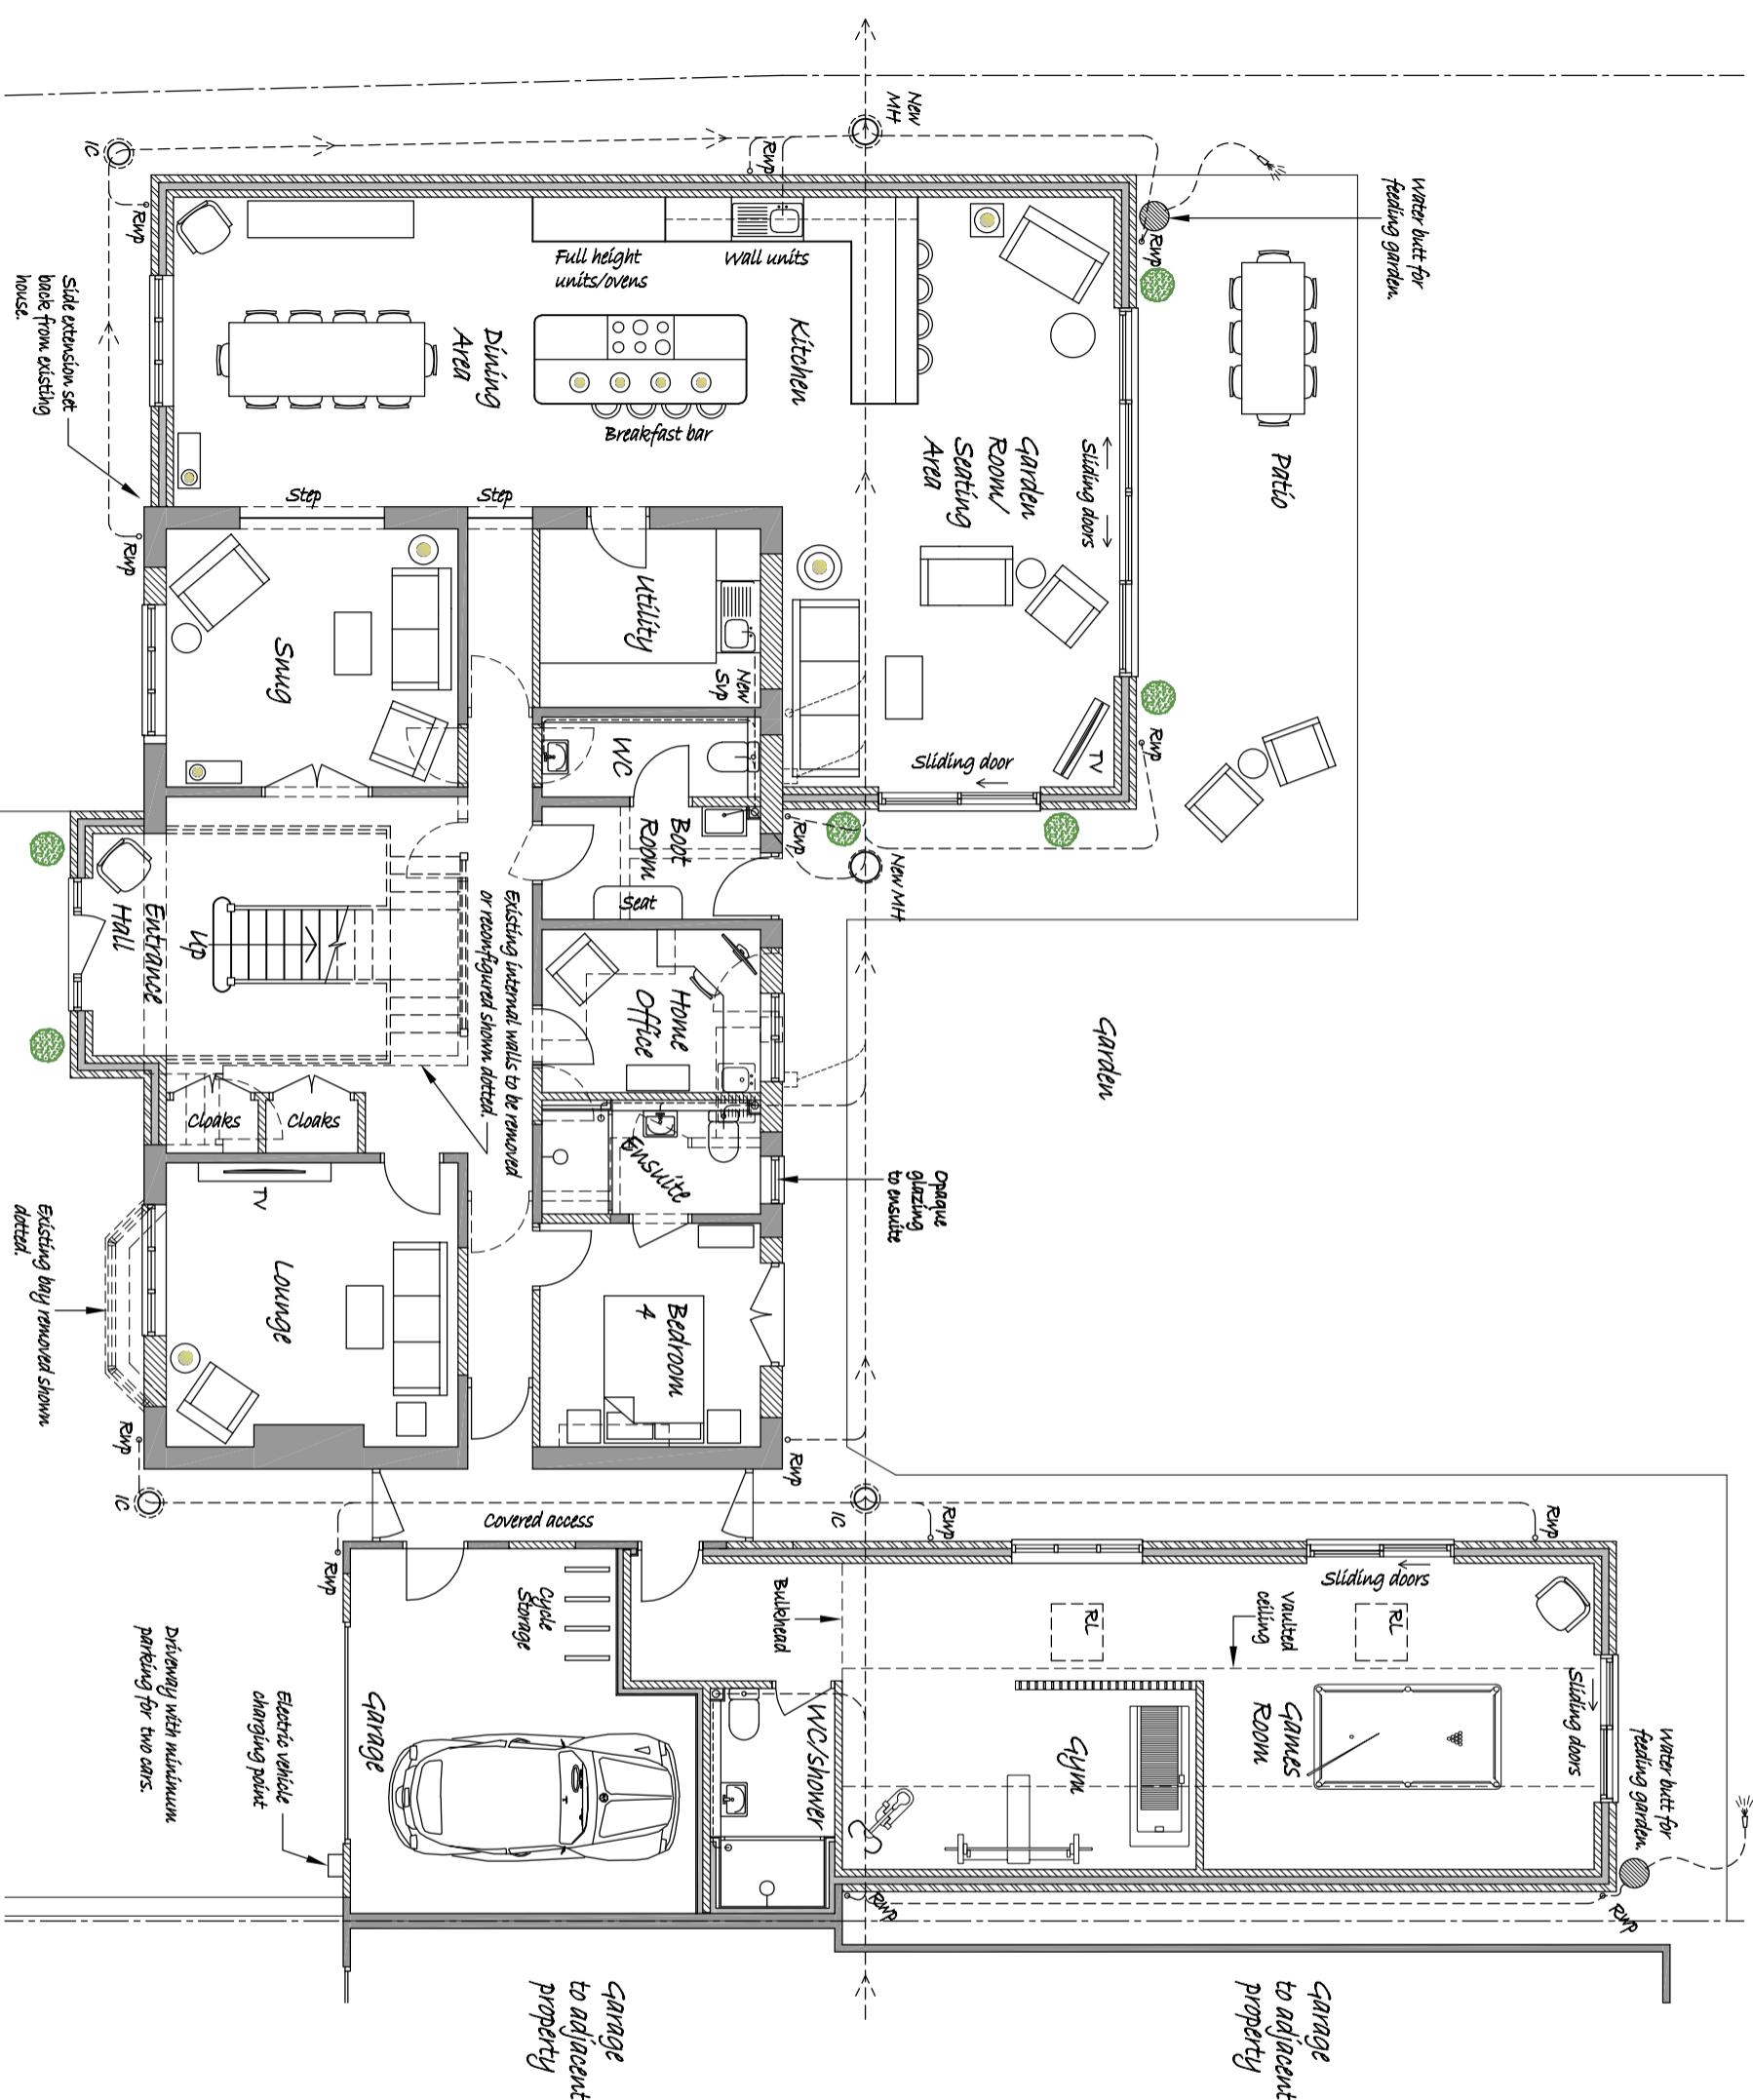 New
MH
Water butt for
feeding garden.
IC
Rwp
Rwp
Rwp
Full height
units/ovens
Wall units
Side extension set
back from existing
house.
Dining
Area
Kitchen
Breakfast bar
Garden
Room/
Seating
Area
Sliding doors
Patio
Step
Step
Rwp
Snug
Utility
New
SVP
WC
Sliding door
TV
Rwp
Boot
Room
Seat
Rwp
New MH
Entrance
Hall
Up
Existing internal walls to be removed
or reconfigured shown dotted.
Home
Office
Garden
Cloaks
Cloaks
Ensuite
Opaque
glazing
to ensuite
TV
Lounge
Existing bay removed shown
dotted.
Bedroom
4
Rwp
IC
Rwp
Covered access
IC
Rwp
Rwp
Rwp
Cycle
Storage
Bulkhead
RL
Vaulted
ceiling
RL
Sliding doors
Sliding doors
Driveway with minimum
parking for two cars.
Electric vehicle
charging point
Garage
WC/shower
Gym
Games
Room
Water butt for
feeding garden.
Rwp
Rwp
Garage
to adjacent
property
Garage
to adjacent
property